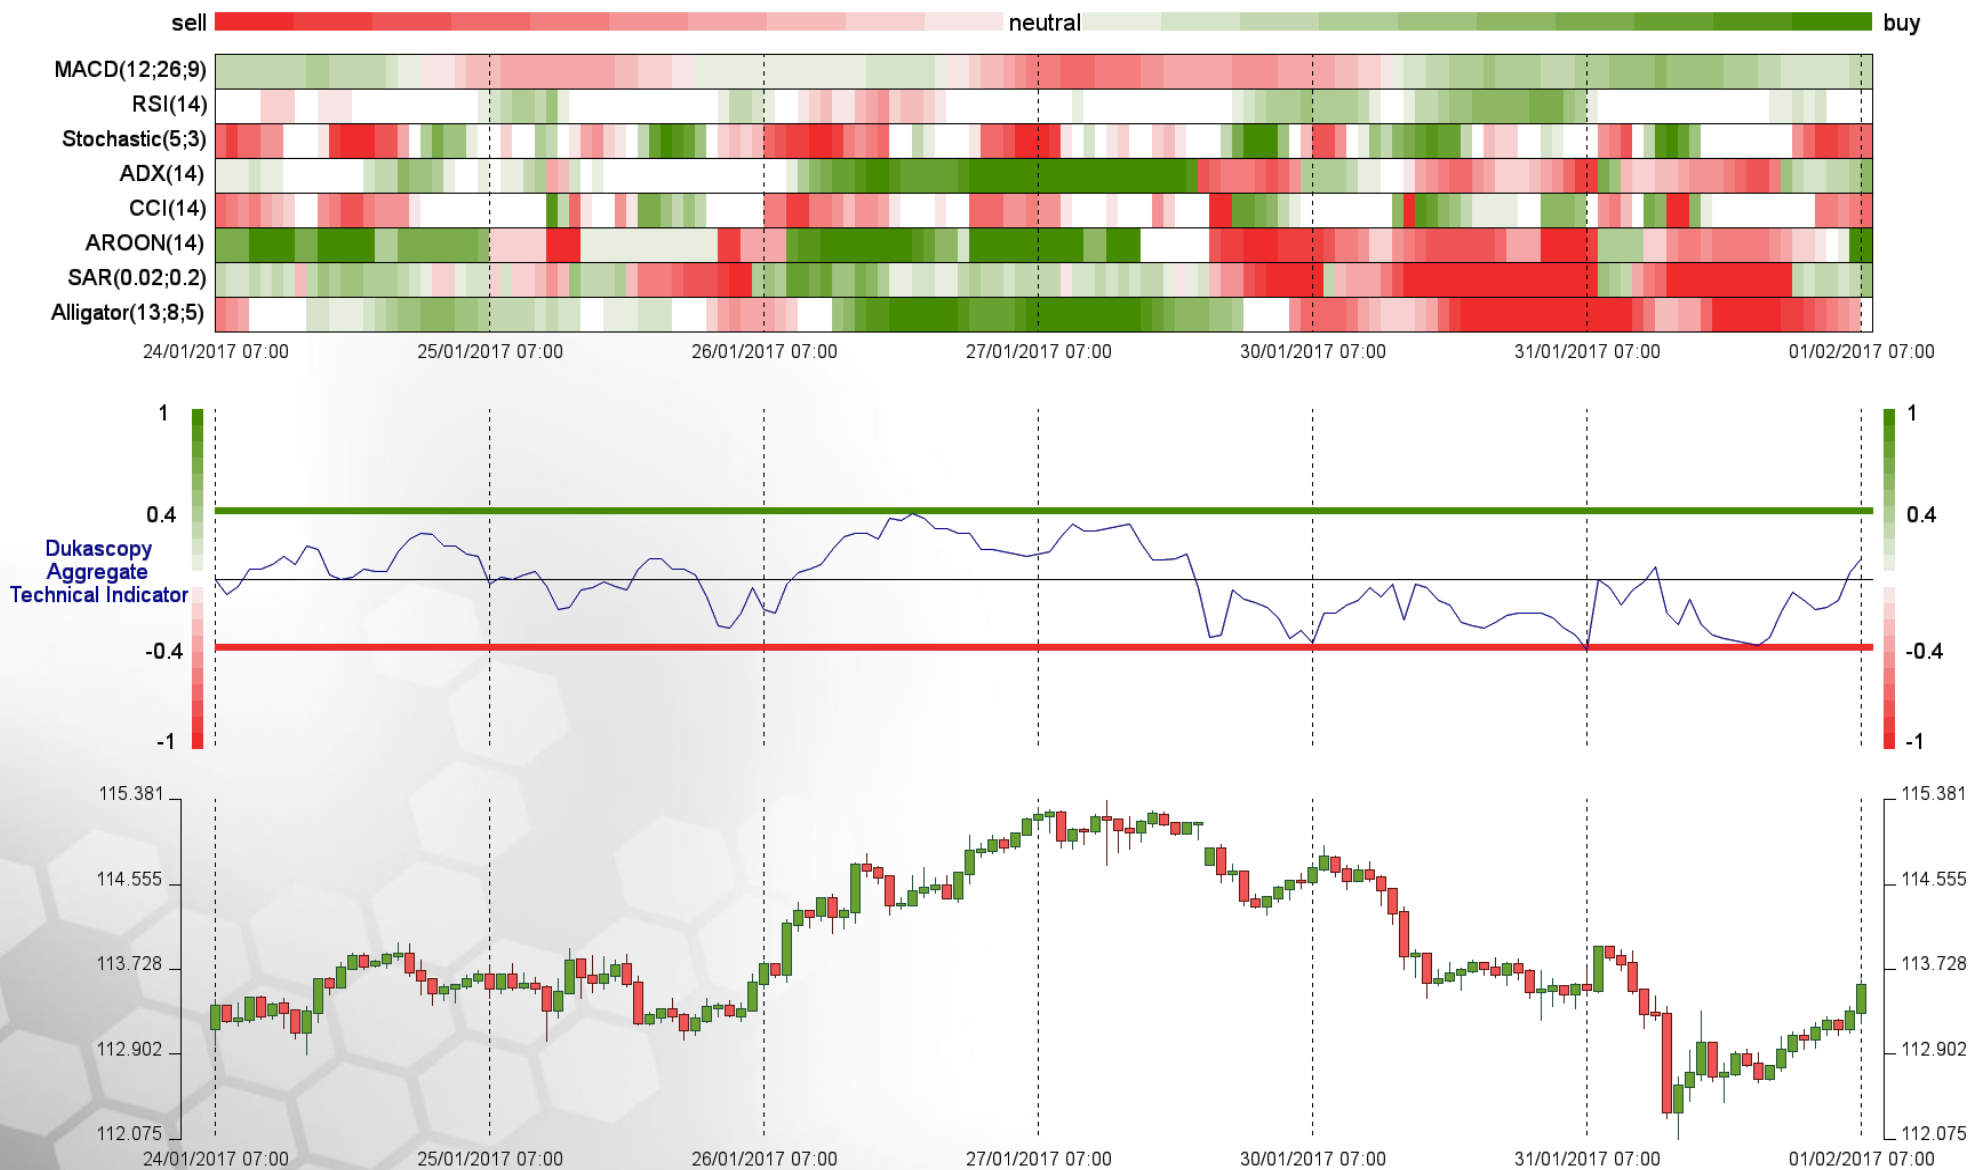 sell neutral buy
MACD(12;26;9)
RSI(14)
Stochastic(5;3)
ADX(14)
CCI(14)
AROON(14)
SAR(0.02;0.2)
Alligator(13;8;5)
24/01/2017 07:00 25/01/2017 07:00 26/01/2017 07:00 27/01/2017 07:00 30/01/2017 07:00 31/01/2017 07:00 01/02/2017 07:00
1 1
0.4 0.4
Dukascopy
Aggregate
Technical Indicator
-0.4 -0.4
-1 -1
115.381 115.381
114.555 114.555
113.728 113.728
112.902 112.902
112.075 112.075
24/01/2017 07:00 25/01/2017 07:00 26/01/2017 07:00 27/01/2017 07:00 30/01/2017 07:00 31/01/2017 07:00 01/02/2017 07:00